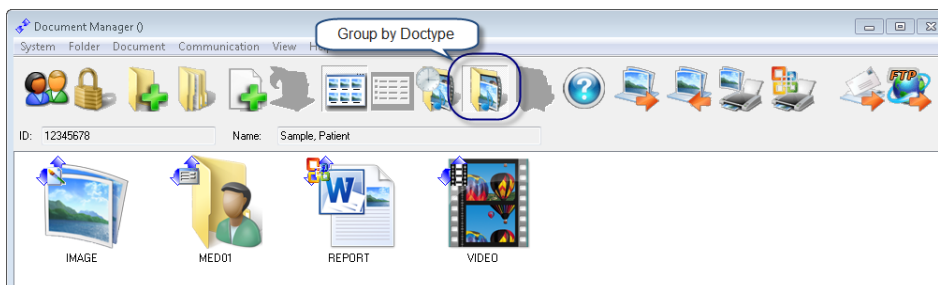 Document Manager ()
Group by Doctype
System Folder Document Communication View
FTP
ID: 12345678 Name: Sample, Patient
W
IMAGE MED01 REPORT VIDEO